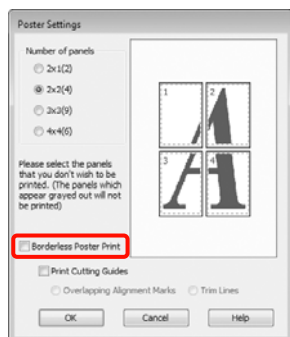 Poster Settings
Number of panels
2x1(2)
2x2(4)
3x3(9)
4x4(6)
1
2
3
4
Please select the panels
that you don't wish to be
printed. (The panels which
appear grayed out will not
be printed)
Borderless Poster Print
Print Cutting Guides
Overlapping Alignment Marks
Trim Lines
OK
Cancel
Help